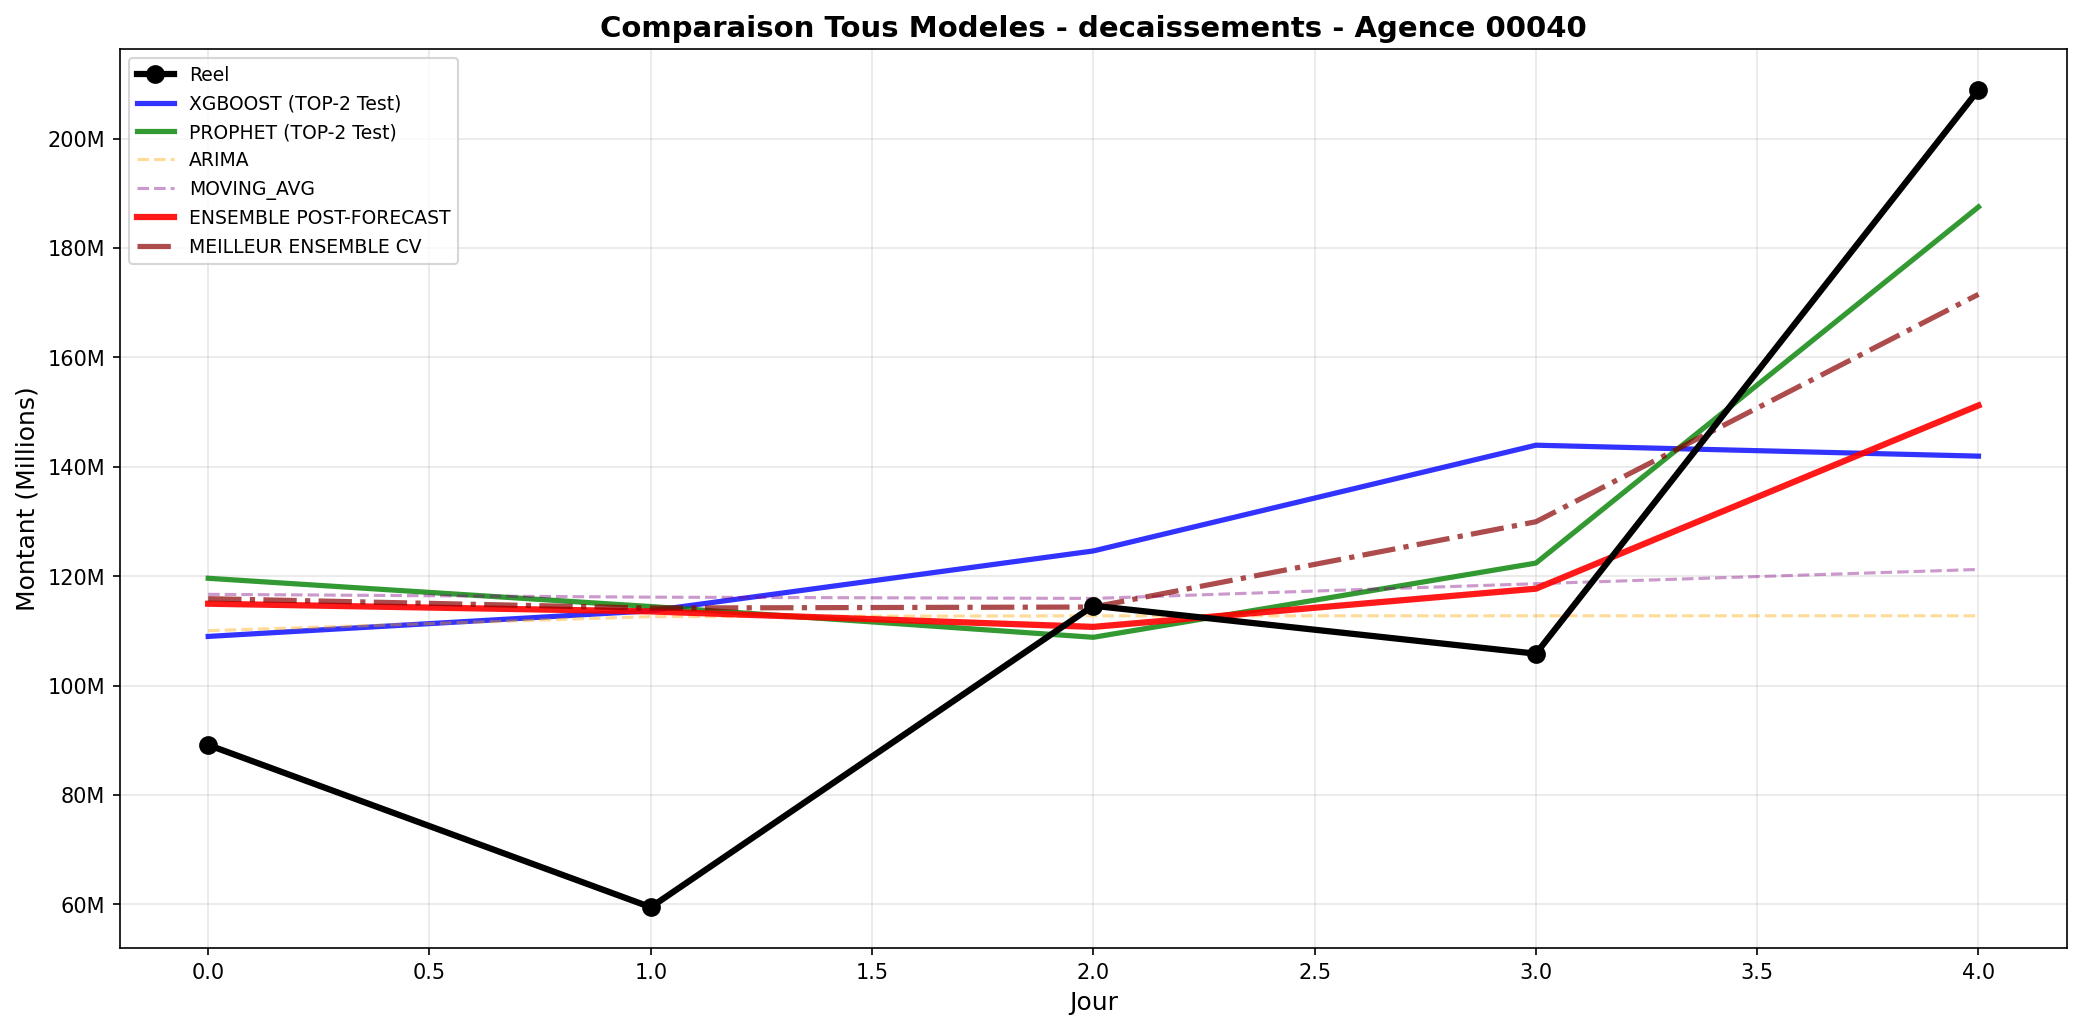 Comparaison Tous Modeles - decaissements - Agence 00040
Reel
XGBOOST (TOP-2 Test)
PROPHET (TOP-2 Test)
ARIMA
MOVING_AVG
ENSEMBLE POST-FORECAST
MEILLEUR ENSEMBLE CV
Montant (Millions)
200M
180M
160M
140M
120M
100M
80M
60M
0.0 0.5 1.0 1.5 2.0 2.5 3.0 3.5 4.0
Jour